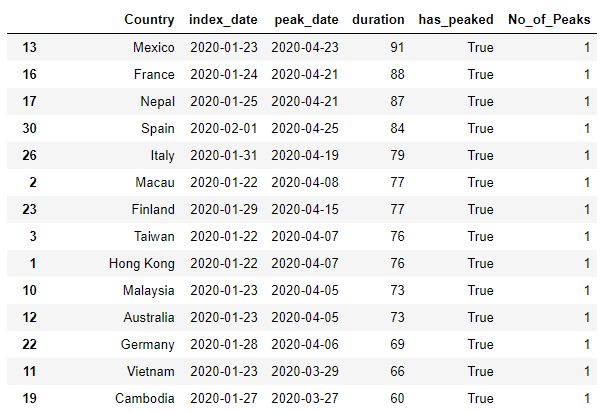 Country index_date peak_date duration has_peaked No_of_Peaks
13 Mexico 2020-01-23 2020-04-23 91 True 1
16 France 2020-01-24 2020-04-21 88 True 1
17 Nepal 2020-01-25 2020-04-21 87 True 1
30 Spain 2020-02-01 2020-04-25 84 True 1
26 Italy 2020-01-31 2020-04-19 79 True 1
2 Macau 2020-01-22 2020-04-08 77 True 1
23 Finland 2020-01-29 2020-04-15 77 True 1
3 Taiwan 2020-01-22 2020-04-07 76 True 1
1 Hong Kong 2020-01-22 2020-04-07 76 True 1
10 Malaysia 2020-01-23 2020-04-05 73 True 1
12 Australia 2020-01-23 2020-04-05 73 True 1
22 Germany 2020-01-28 2020-04-06 69 True 1
11 Vietnam 2020-01-23 2020-03-29 66 True 1
19 Cambodia 2020-01-27 2020-03-27 60 True 1